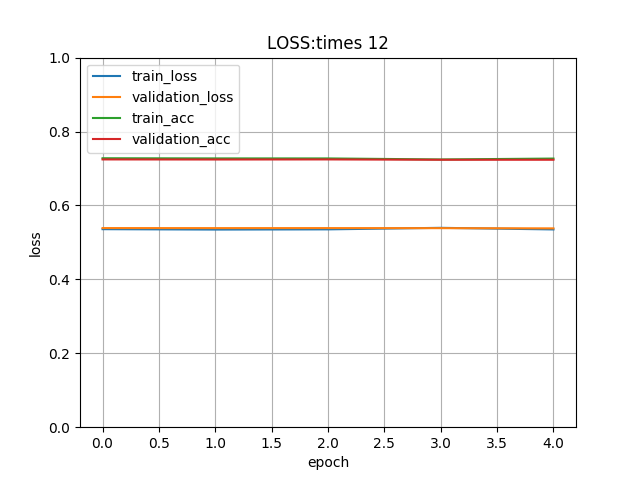 LOSS:times 12
train_loss
validation_loss
train_acc
validation_acc
loss
1.0
0.8
0.6
0.4
0.2
0.0
0.0 0.5 1.0 1.5 2.0 2.5 3.0 3.5 4.0
epoch